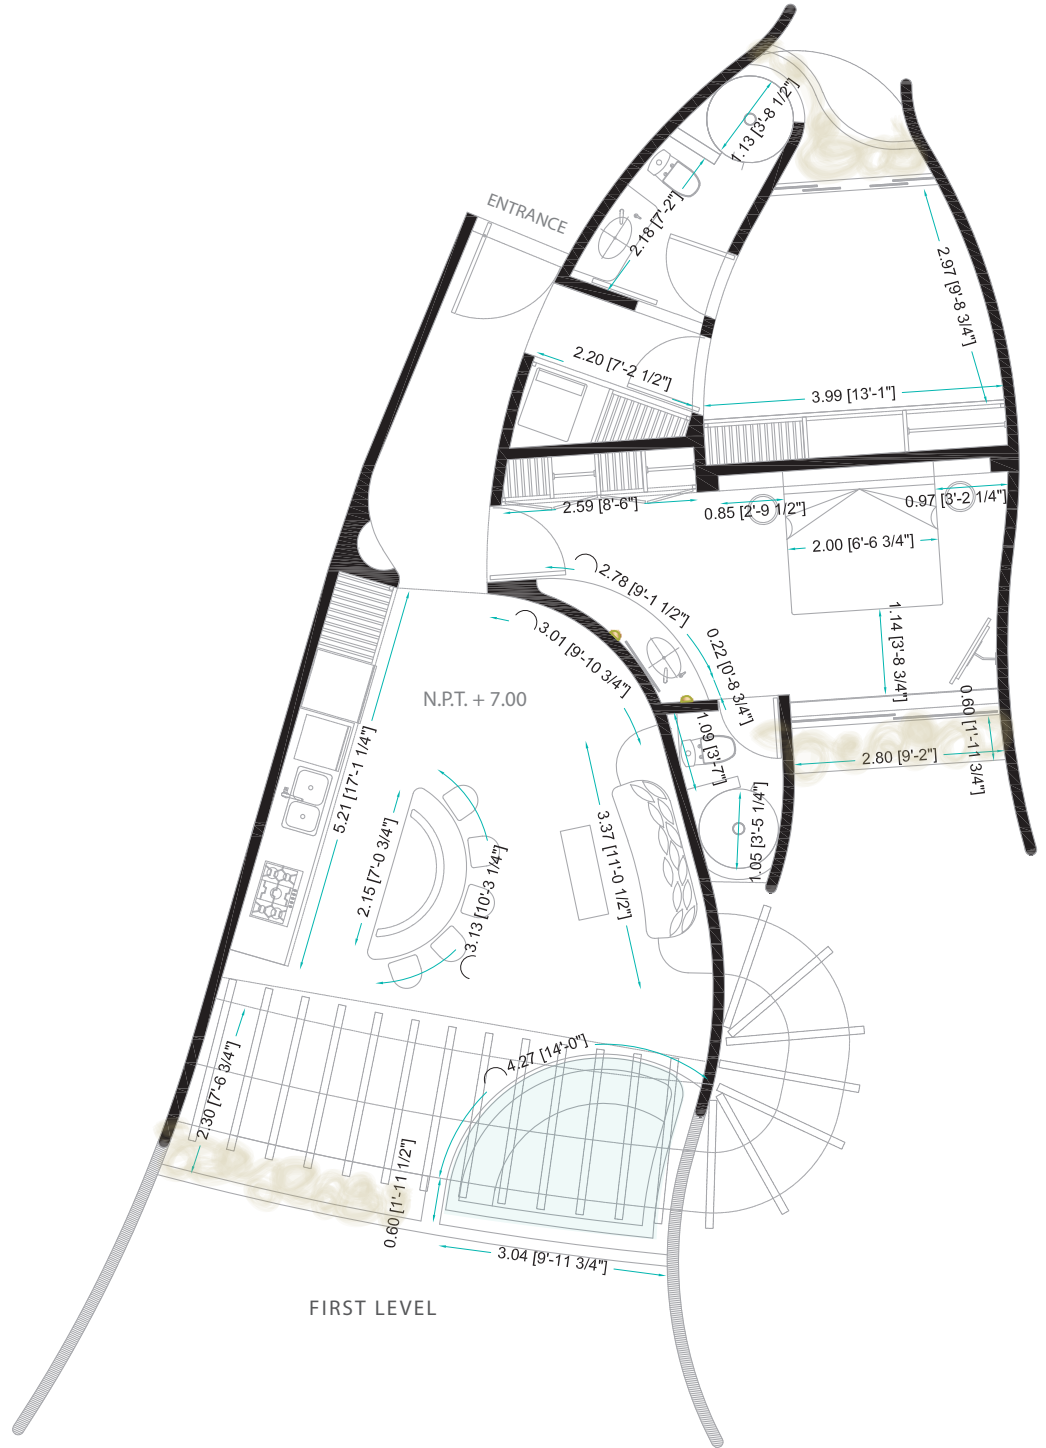 1.13 [3'-8 1/2"]
ENTRANCE
2.18 [7'-2"]
2.97 [9'-8 3/4"]
2.20 [7'-2 1/2"]
3.99 [13'-1"]
2.59 [8'-6"]
0.85 [2'-9 1/2"]
0.97 [3'-2 1/4"]
2.00 [6'-6 3/4"]
2.78 [9'-1 1/2"]
3.01 [9'-10 3/4"]
0.22 [0'-8 3/4"]
1.14 [3'-8 3/4"]
N.P.T. + 7.00
0.60 [1'-11 3/4"]
1.09 [3'-7"]
2.80 [9'-2"]
5.21 [17'-1 1/4"]
1.05 [3'-5 1/4"]
3.37 [11'-0 1/2"]
2.15 [7'-0 3/4"]
3.13 [10'-3 1/4"]
4.27 [14'-0"]
2.30 [7'-6 3/4"]
0.60 [1'-11 1/2"]
3.04 [9'-11 3/4"]
FIRST LEVEL